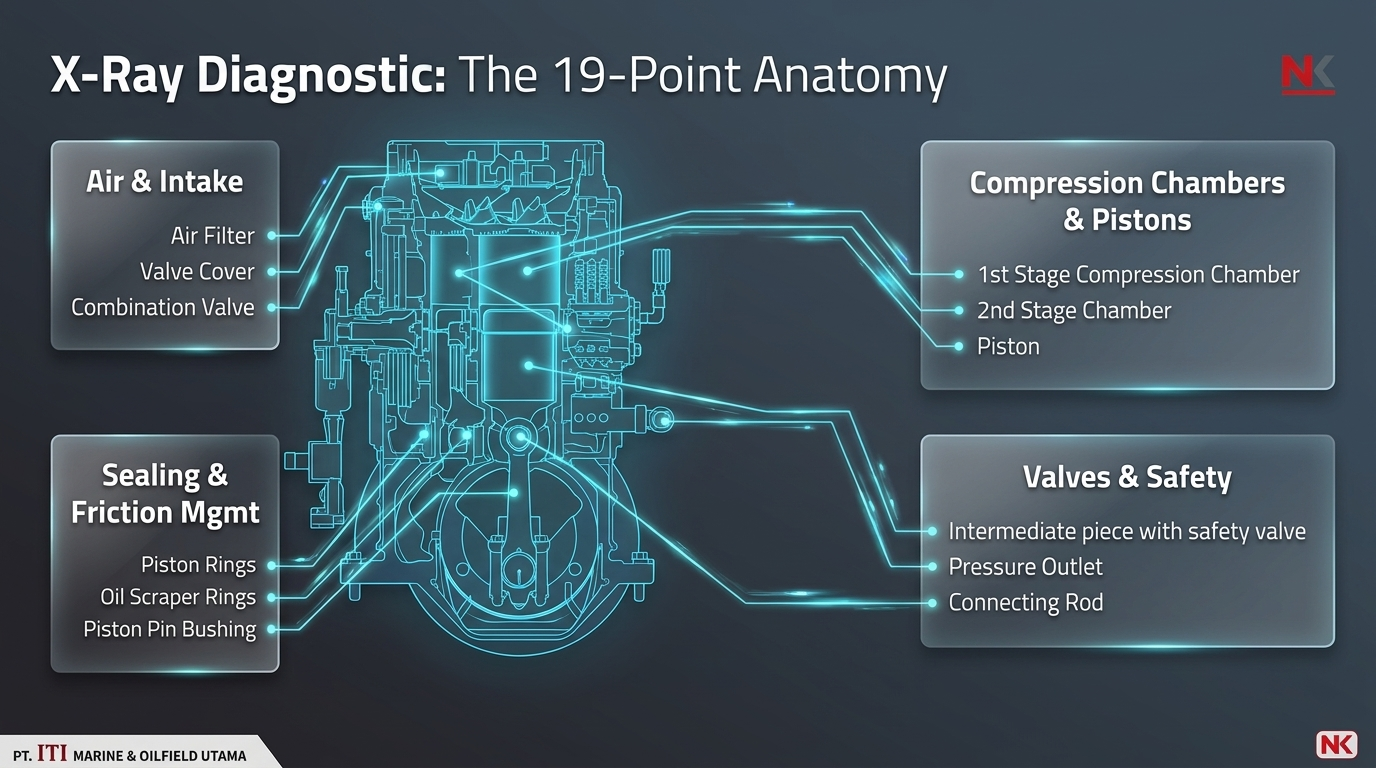 X-Ray Diagnostic: The 19-Point Anatomy
NK
Air & Intake
Air Filter
Valve Cover
Combination Valve
Compression Chambers
& Pistons
1st Stage Compression Chamber
2nd Stage Chamber
Piston
Sealing &
Friction Mgmt
Piston Rings
Oil Scraper Rings
Piston Pin Bushing
Valves & Safety
Intermediate piece with safety valve
Pressure Outlet
Connecting Rod
PT. ITI MARINE & OILFIELD UTAMA
NK